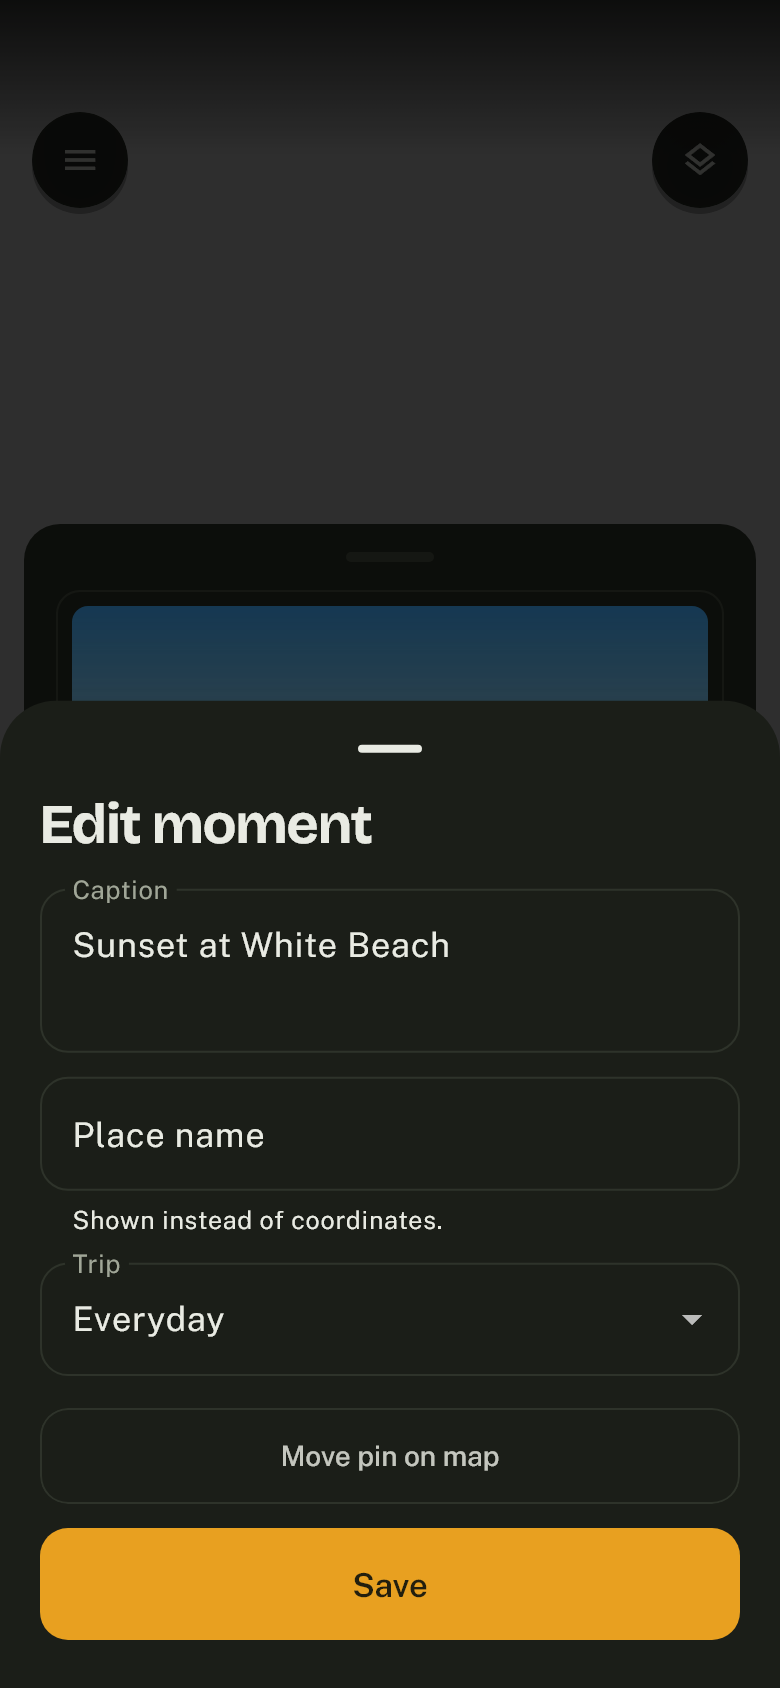 Edit moment
Caption
Sunset at White Beach
Place name
Shown instead of coordinates.
Trip
Everyday
Move pin on map
Save